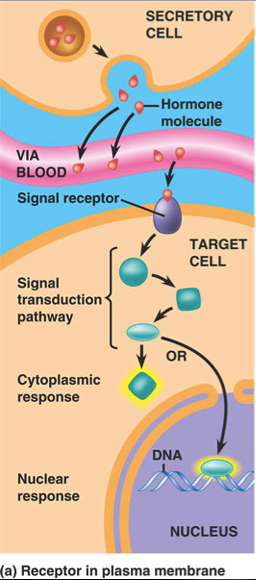 SECRETORY
CELL
Hormone
molecule
VIA
BLOOD
Signal receptor
TARGET
CELL
Signal
transduction
pathway
OR
Cytoplasmic
response
DNA
Nuclear
response
NUCLEUS
(a) Receptor in plasma membrane